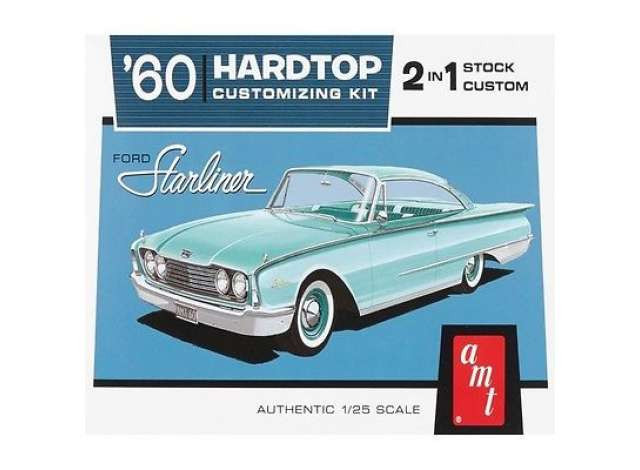 '60 HARDTOP
CUSTOMIZING KIT
2 IN 1 STOCK
CUSTOM
FORD
Starliner
amt
®
AUTHENTIC 1/25 SCALE